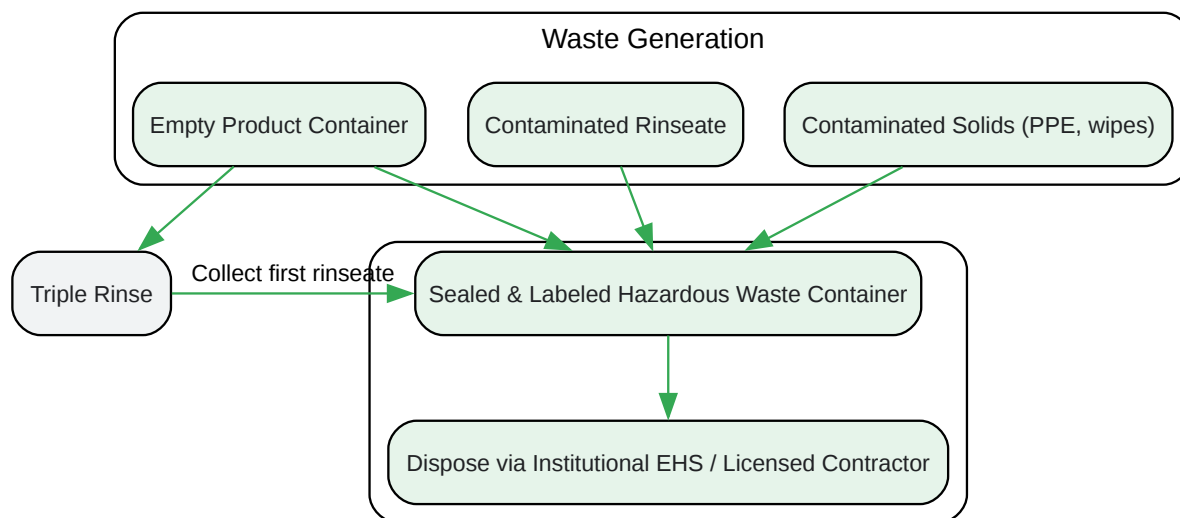 Waste Generation
Empty Product Container
Contaminated Rinseate
Contaminated Solids (PPE, wipes)
Triple Rinse
Collect first rinseate
Sealed & Labeled Hazardous Waste Container
Dispose via Institutional EHS / Licensed Contractor